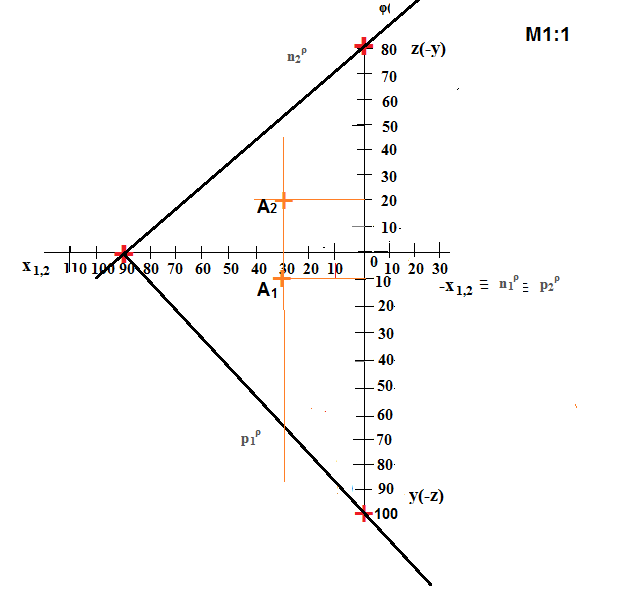 φ(
M1:1
n₂ᵖ
80 z(-y)
70
60
50
40
30
A2 20
10
x 1,2 110 100 90 80 70 60 50 40 30 20 10 0 10 20 30
10
A1 -x 1,2 ≡ n₁ᵖ ≡ p₂ᵖ
20
30
40
50
60
p₁ᵖ 70
80
90 y(-z)
100